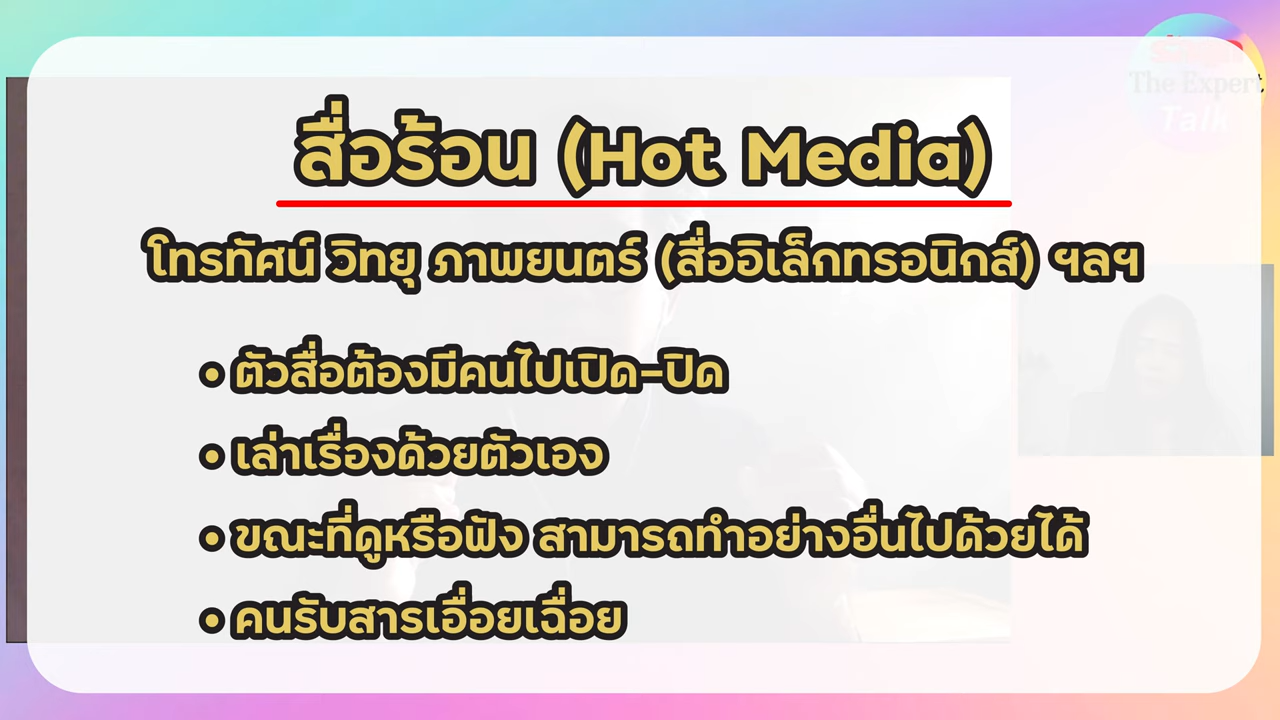 สื่อร้อน (Hot Media)
โทรทัศน์ วิทยุ ภาพยนตร์ (สื่ออิเล็กทรอนิกส์) ฯลฯ
• ตัวสื่อต้องมีคนไปเปิด-ปิด
• เล่าเรื่องด้วยตัวเอง
• ขณะที่ดูหรือฟัง สามารถทำอย่างอื่นไปด้วยได้
• คนรับสารเอื่อยเฉื่อย
The Expert
Talk